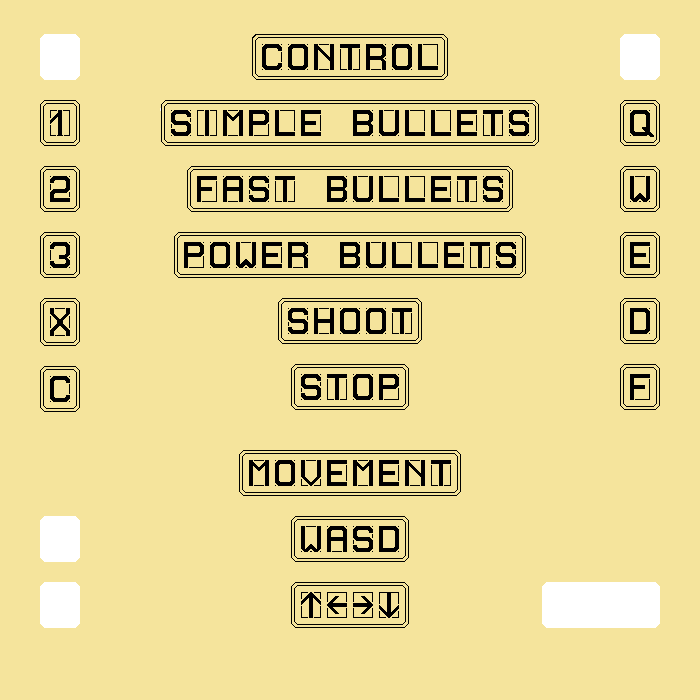 CONTROL
1 SIMPLE BULLETS Q
2 FAST BULLETS W
3 POWER BULLETS E
X SHOOT D
C STOP F
MOVEMENT
WASD
↑←→↓